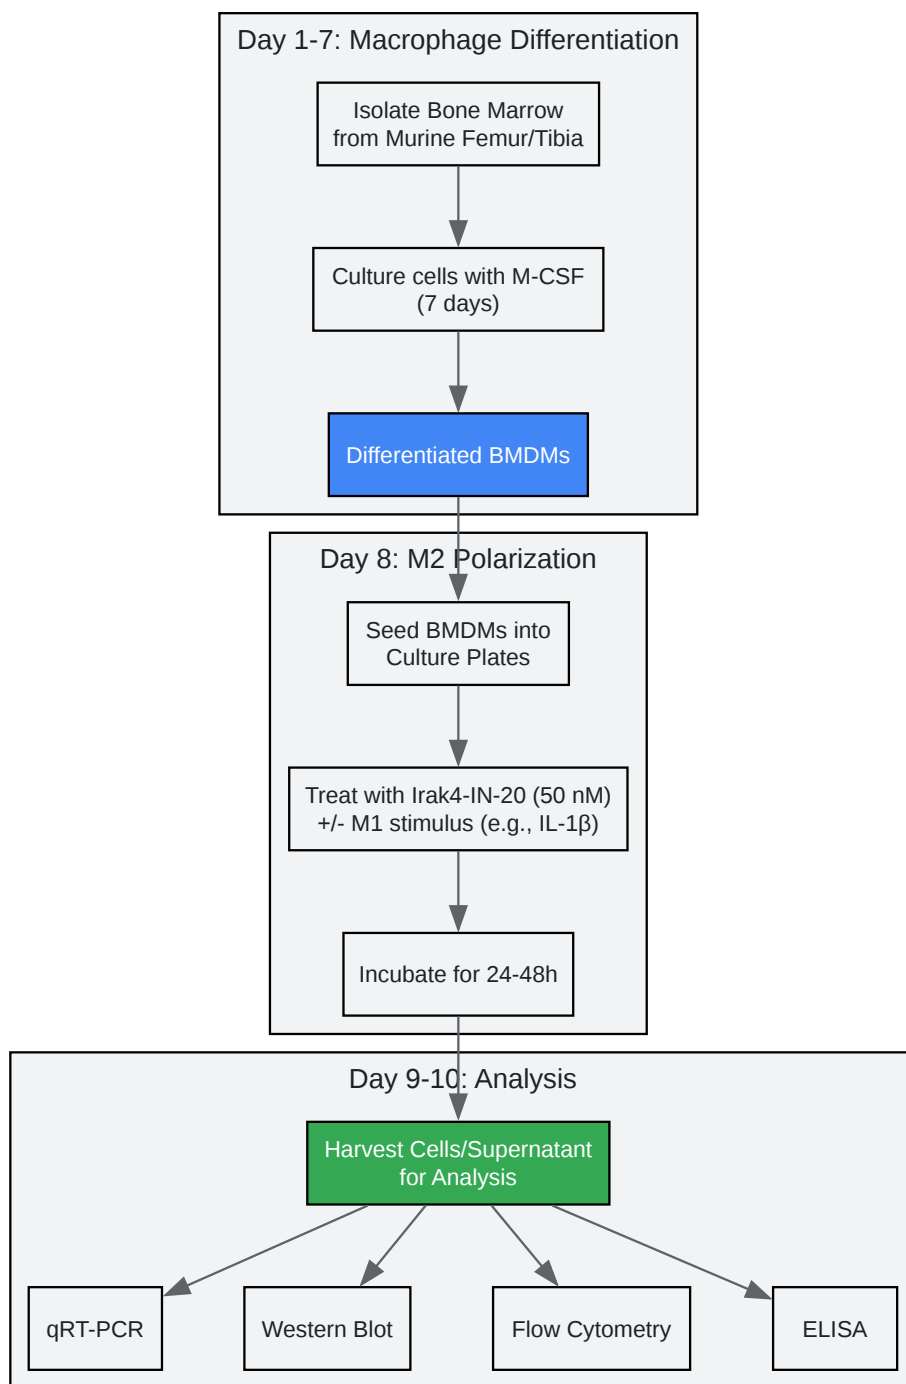 Day 1-7: Macrophage Differentiation
Isolate Bone Marrow
from Murine Femur/Tibia
Culture cells with M-CSF
(7 days)
Differentiated BMDMs
Day 8: M2 Polarization
Seed BMDMs into
Culture Plates
Treat with Irak4-IN-20 (50 nM)
+/- M1 stimulus (e.g., IL-1β)
Incubate for 24-48h
Day 9-10: Analysis
Harvest Cells/Supernatant
for Analysis
qRT-PCR
Western Blot
Flow Cytometry
ELISA